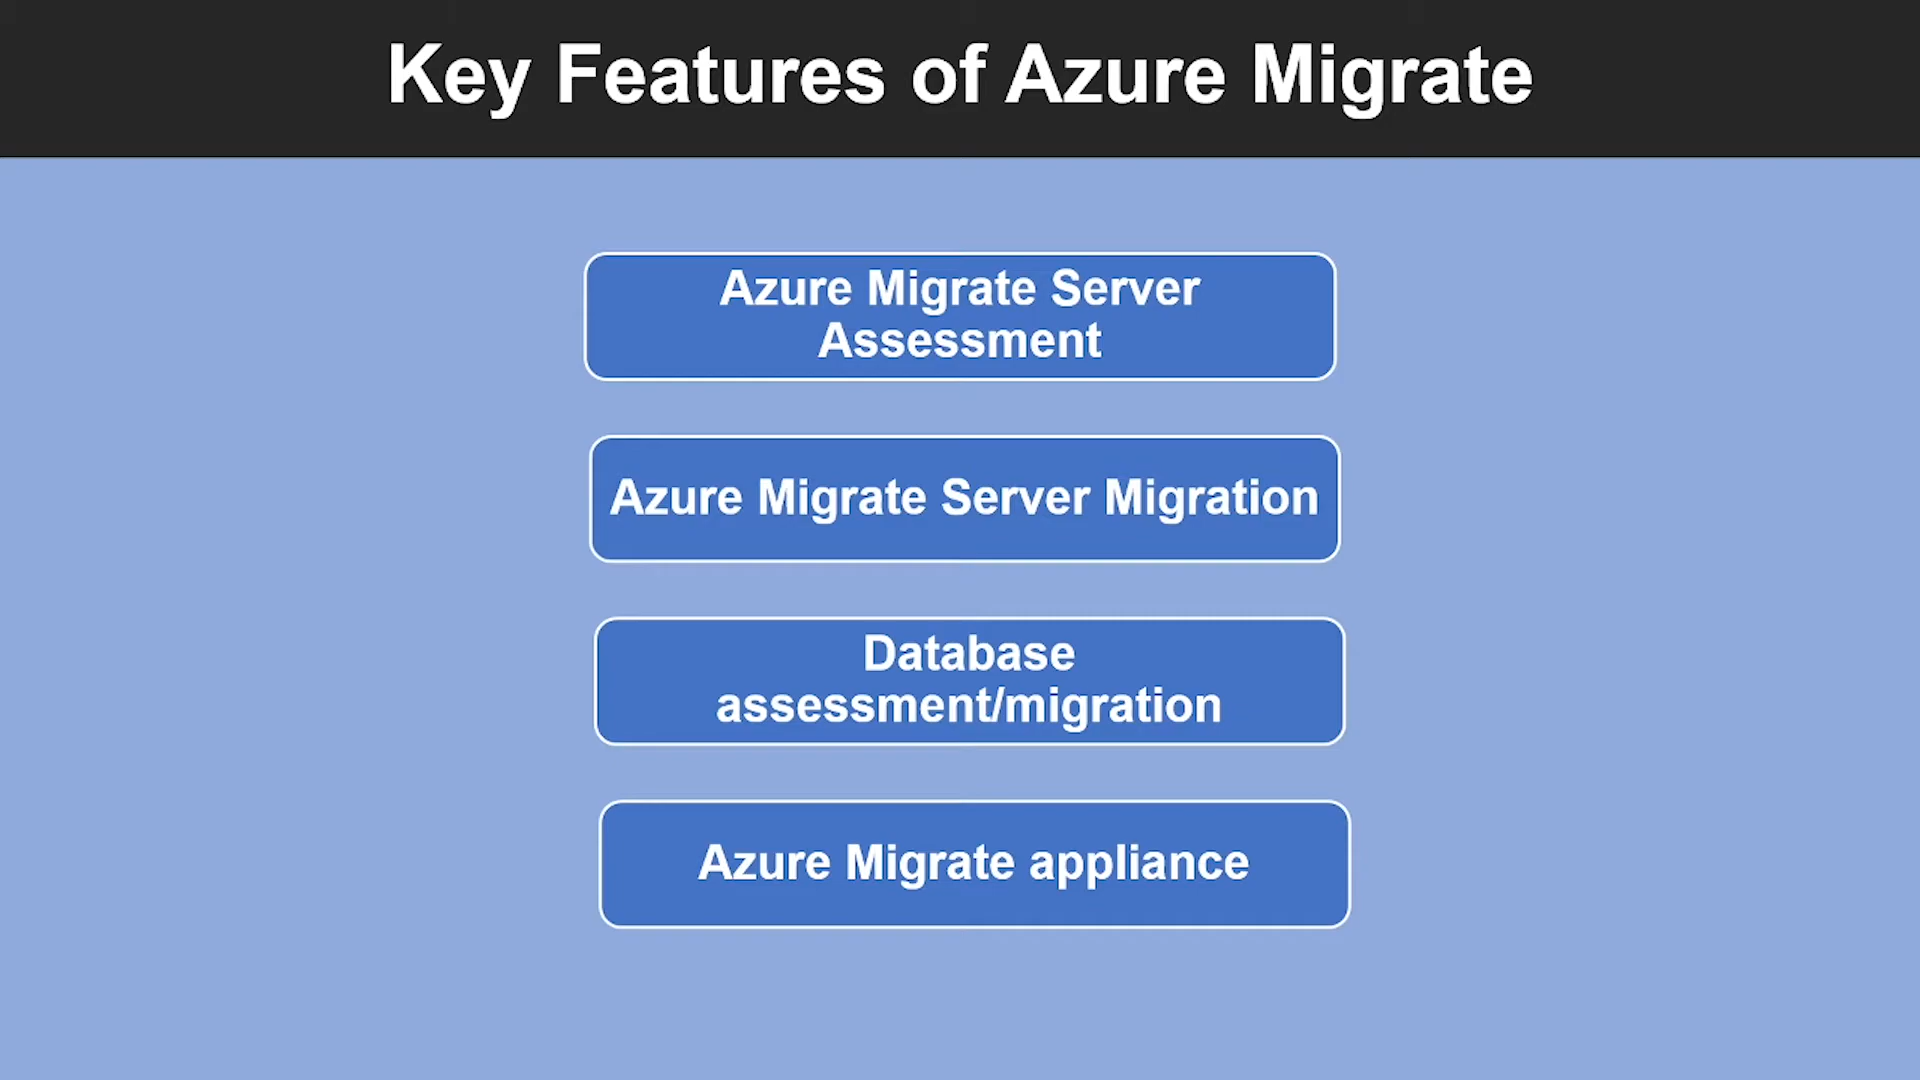 Key Features of Azure Migrate
Azure Migrate Server
Assessment
Azure Migrate Server Migration
Database
assessment/migration
Azure Migrate appliance